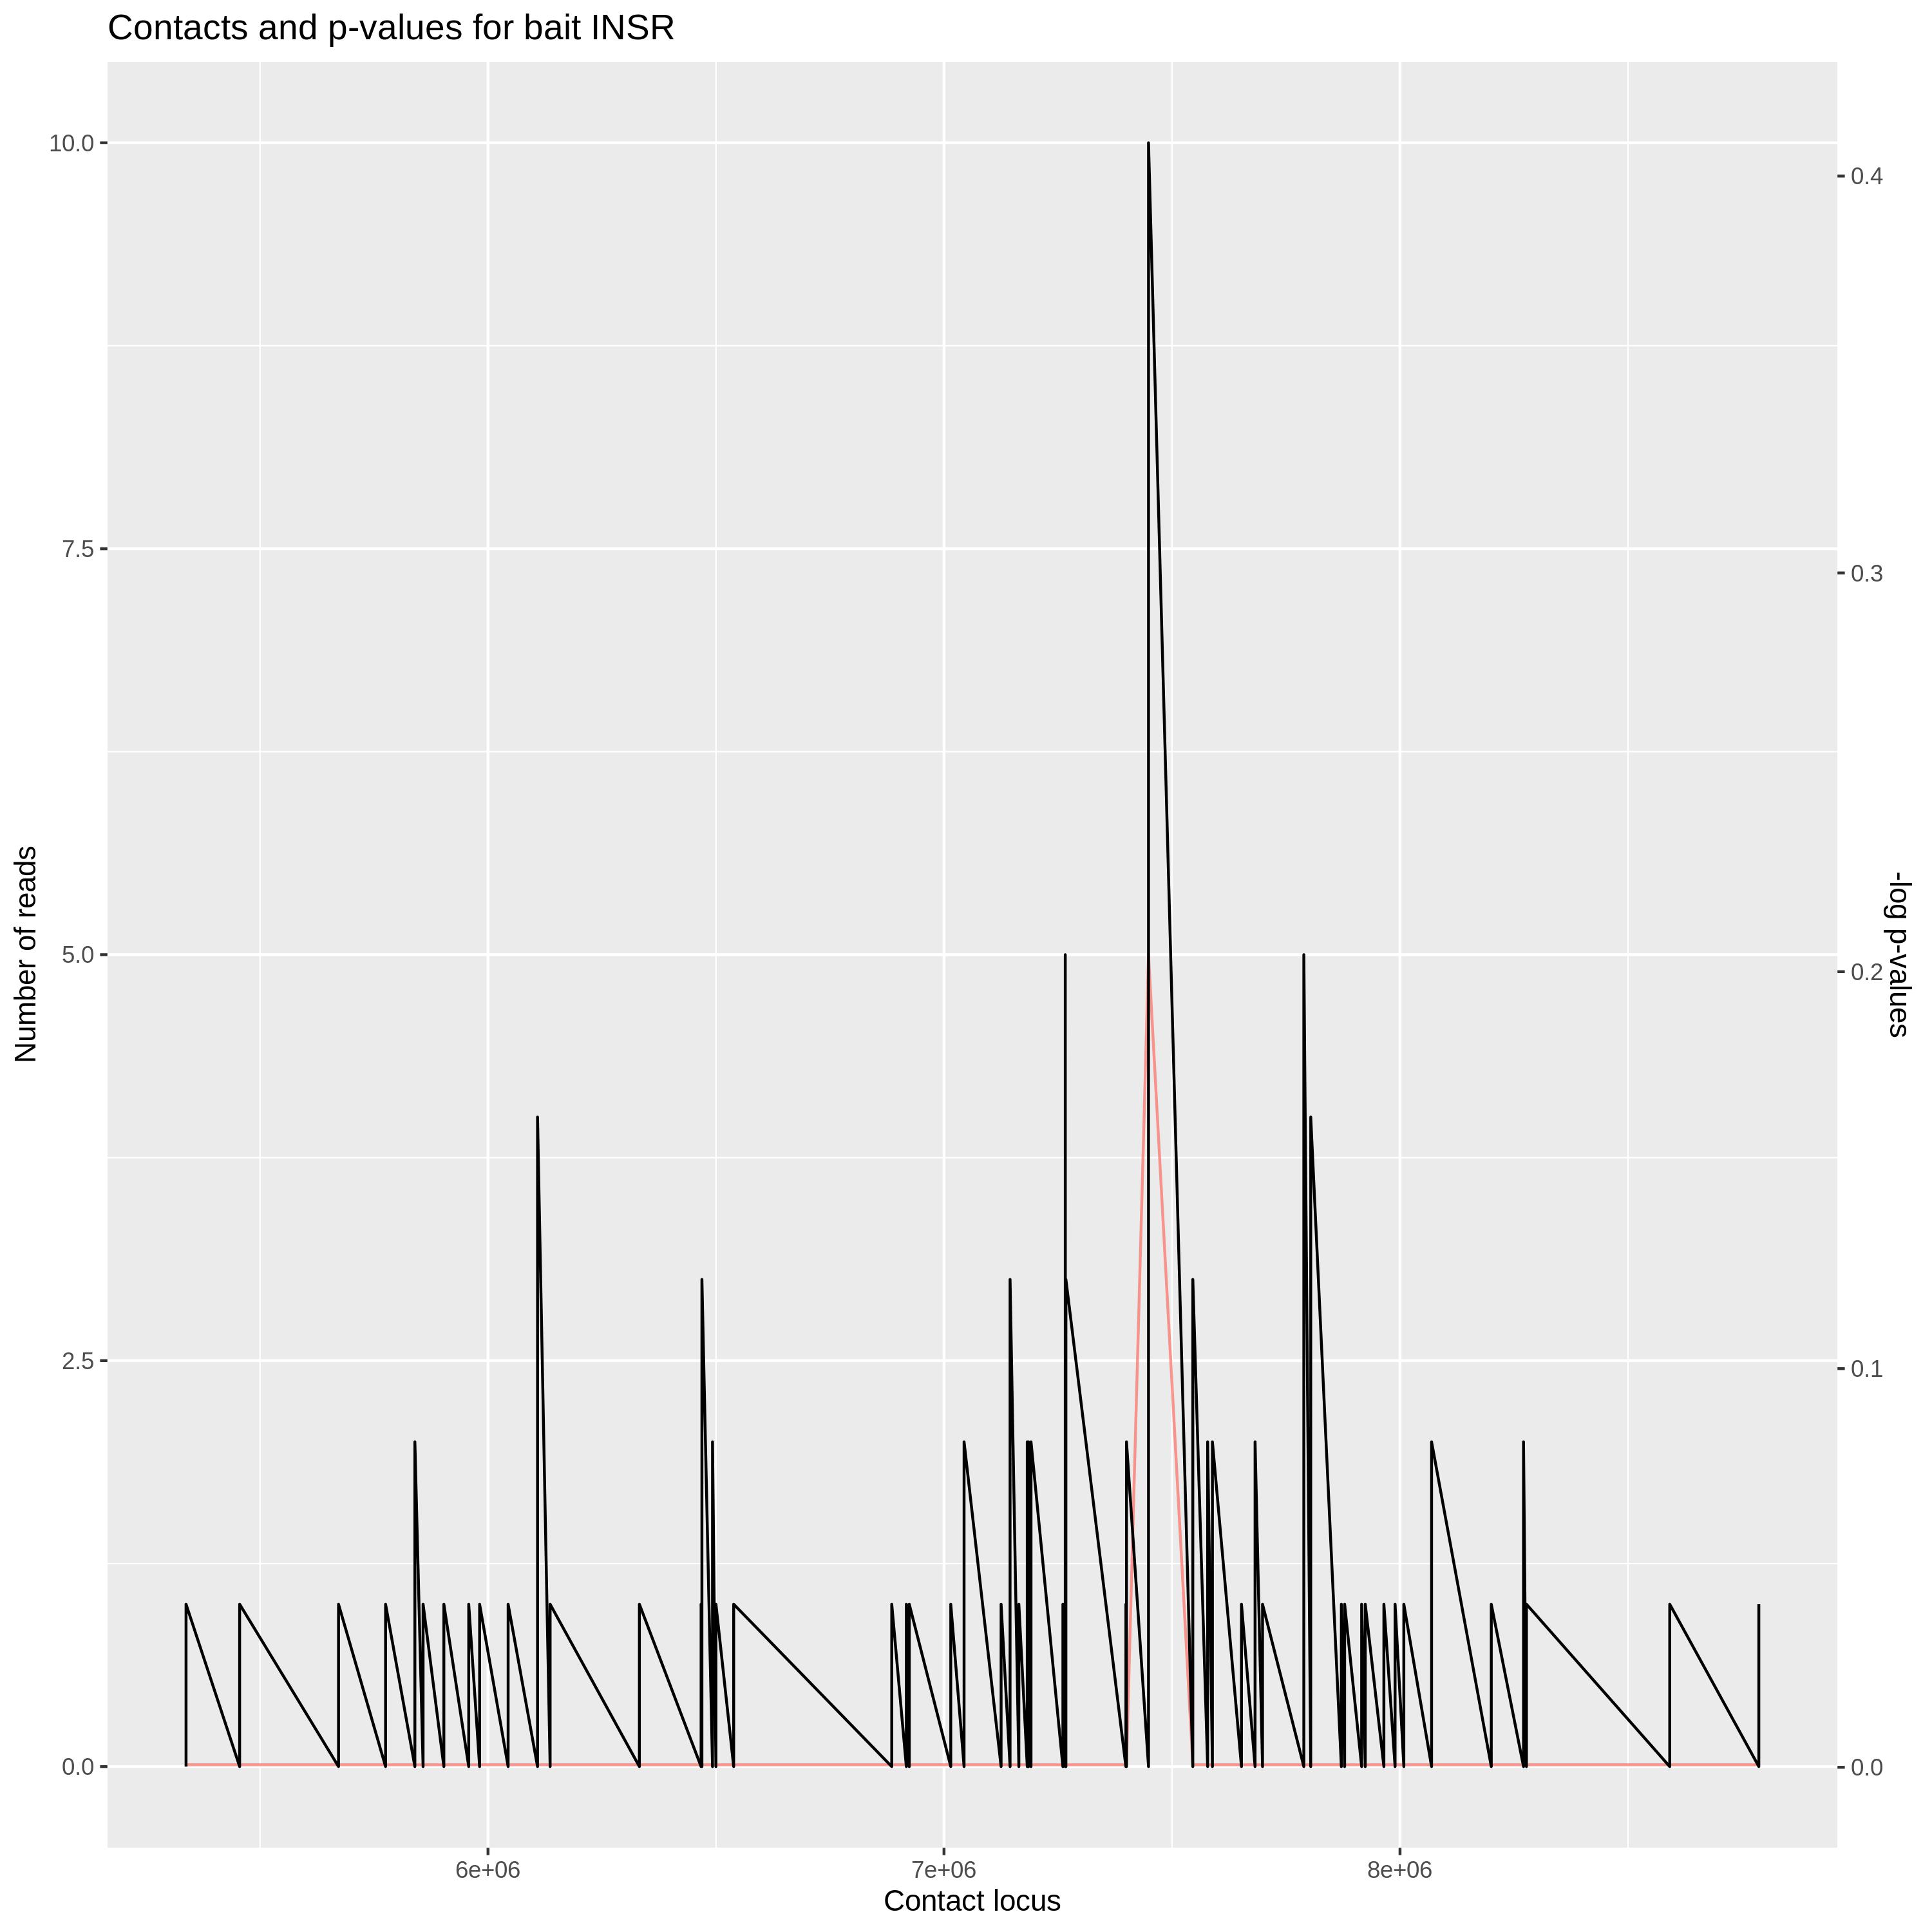 Contacts and p-values for bait INSR
10.0
7.5
5.0
2.5
0.0
Number of reads
0.4
0.3
0.2
0.1
0.0
-log p-values
6e+06
7e+06
8e+06
Contact locus